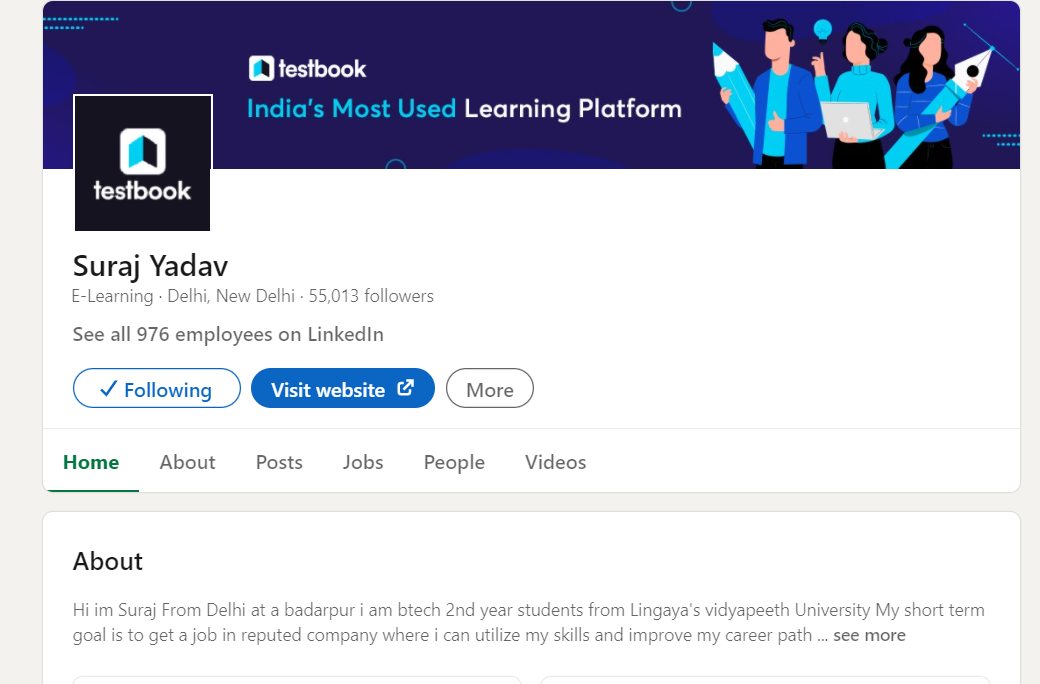 testbook
India's Most Used Learning Platform
testbook
Suraj Yadav
E-Learning · Delhi, New Delhi · 55,013 followers
See all 976 employees on LinkedIn
✓ Following Visit website More
Home About Posts Jobs People Videos
About
Hi im Suraj From Delhi at a badarpur i am btech 2nd year students from Lingaya's vidyapeeth University My short term
goal is to get a job in reputed company where i can utilize my skills and improve my career path ... see more